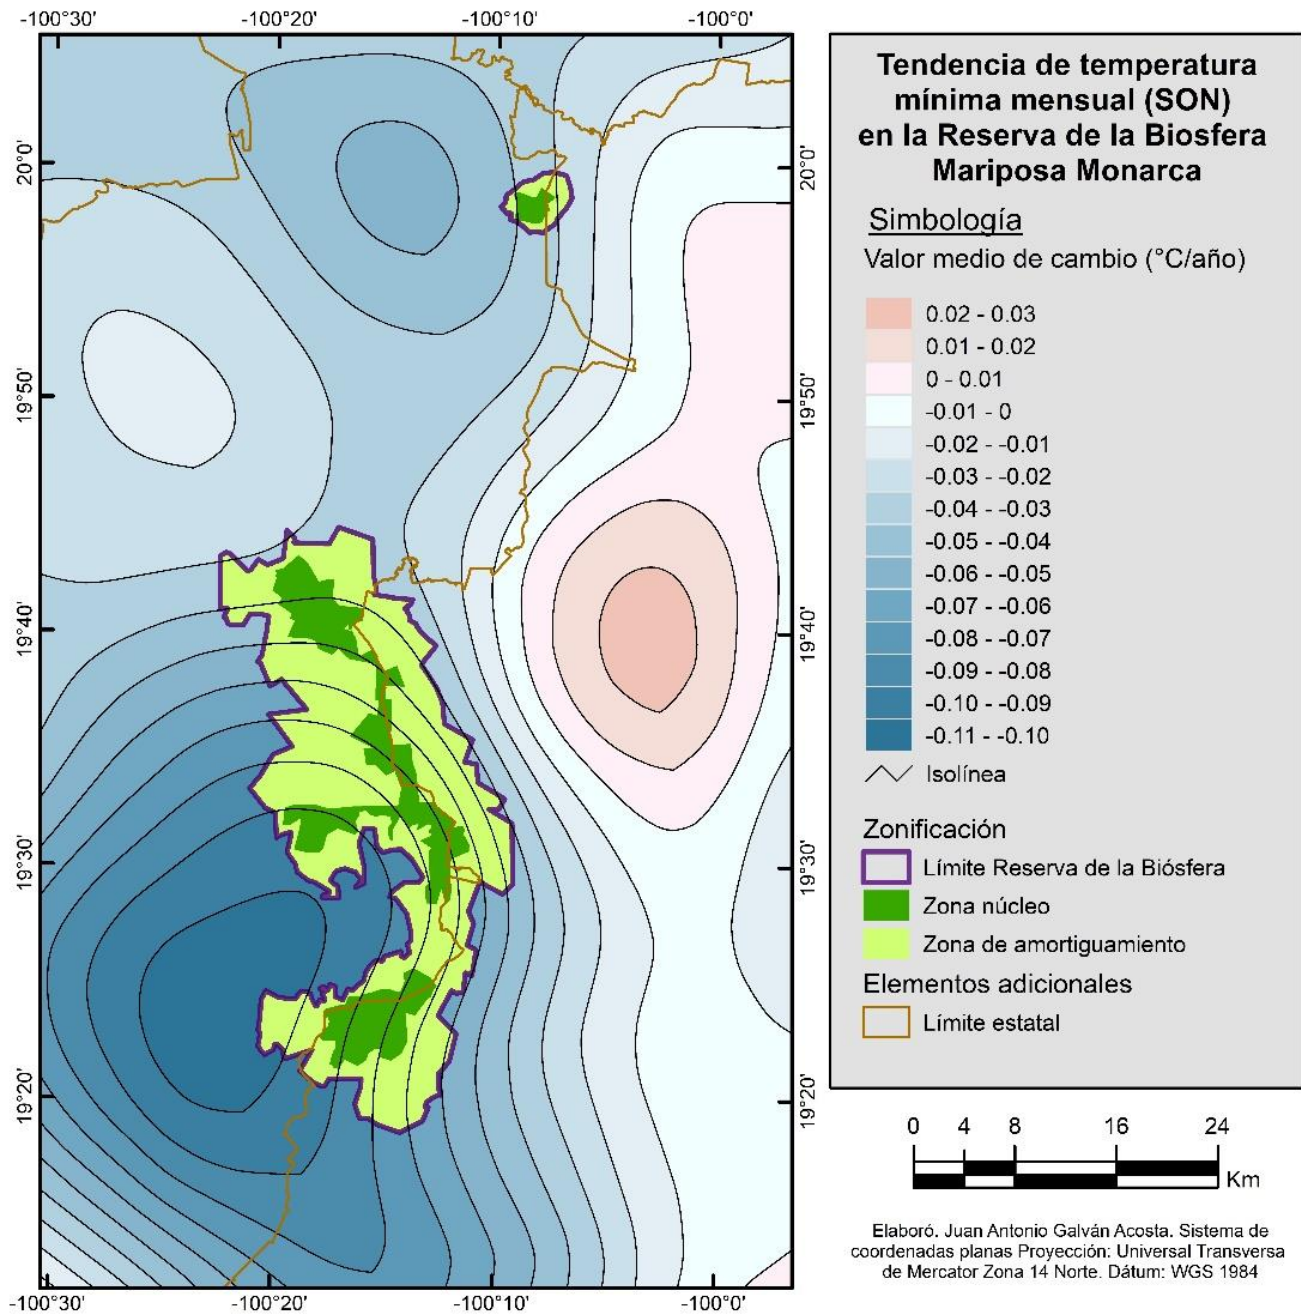 -100°30'
-100°20'
-100°10'
-100°0'
20°0'
19°50'
19°40'
19°30'
19°20'
20°0'
19°50'
19°40'
19°30'
19°20'
-100°30'
-100°20'
-100°10'
-100°0'
Tendencia de temperatura
mínima mensual (SON)
en la Reserva de la Biosfera
Mariposa Monarca
Simbología
Valor medio de cambio (°C/año)
0.02 - 0.03
0.01 - 0.02
0 - 0.01
-0.01 - 0
-0.02 - -0.01
-0.03 - -0.02
-0.04 - -0.03
-0.05 - -0.04
-0.06 - -0.05
-0.07 - -0.06
-0.08 - -0.07
-0.09 - -0.08
-0.10 - -0.09
-0.11 - -0.10
Isolínea
Zonificación
Límite Reserva de la Biósfera
Zona núcleo
Zona de amortiguamiento
Elementos adicionales
Límite estatal
0 4 8 16 24
Km
Elaboró. Juan Antonio Galván Acosta. Sistema de
coordenadas planas Proyección: Universal Transversa
de Mercator Zona 14 Norte. Dátum: WGS 1984